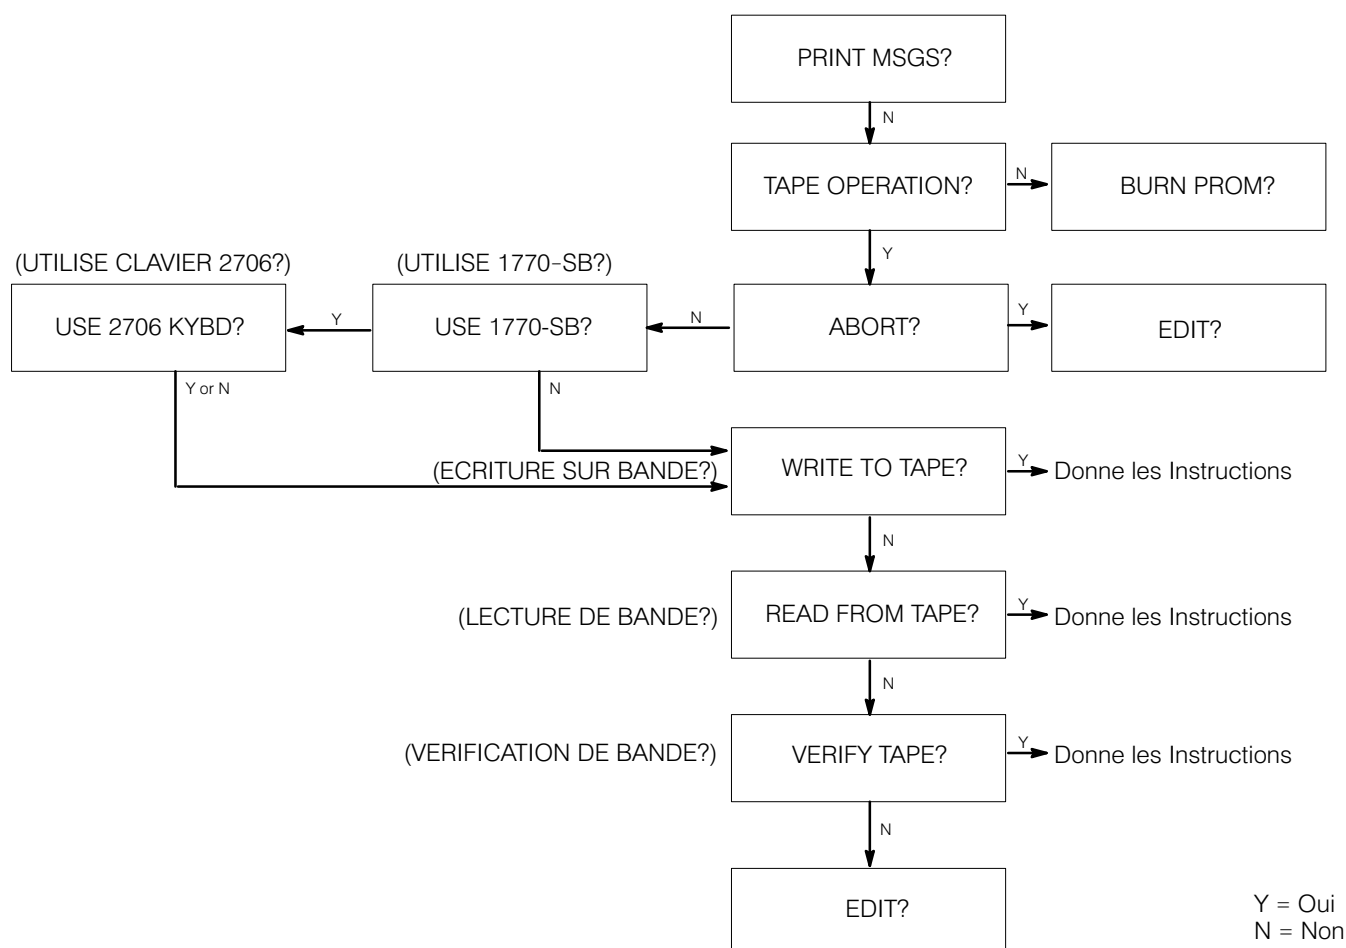 PRINT MSGS?
N
TAPE OPERATION?
N
BURN PROM?
Y
(UTILISE CLAVIER 2706?)
(UTILISE 1770-SB?)
USE 2706 KYBD?
Y
USE 1770-SB?
N
ABORT?
Y
EDIT?
Y or N
N
(ECRITURE SUR BANDE?)
WRITE TO TAPE?
Y
Donne les Instructions
N
(LECTURE DE BANDE?)
READ FROM TAPE?
Y
Donne les Instructions
N
(VERIFICATION DE BANDE?)
VERIFY TAPE?
Y
Donne les Instructions
N
EDIT?
Y = Oui
N = Non